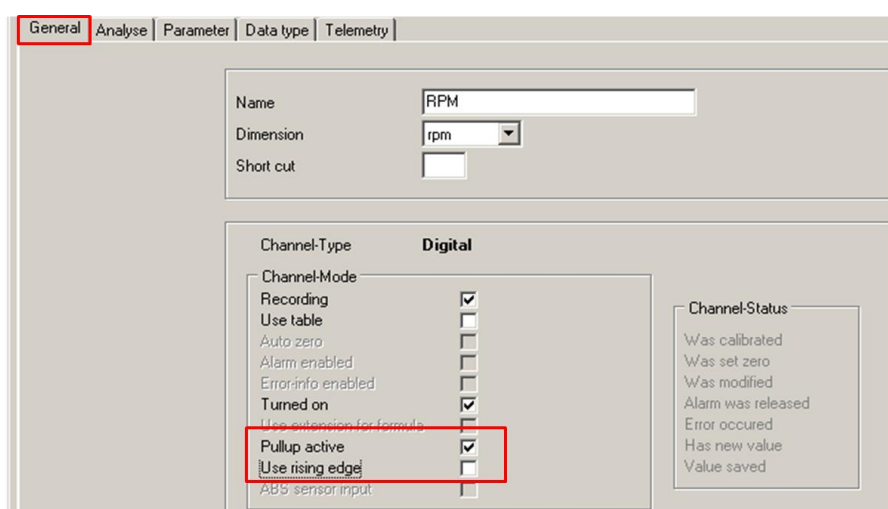 General Analyse Parameter Data type Telemetry
Name RPM
Dimension rpm
Short cut
Channel-Type Digital
Channel-Mode
Recording
Use table
Auto zero
Alarm enabled
Error-info enabled
Turned on
Use extension for formula
Pullup active
Use rising edge
ABS sensor input
Channel-Status
Was calibrated
Was set zero
Was modified
Alarm was released
Error occured
Has new value
Value saved